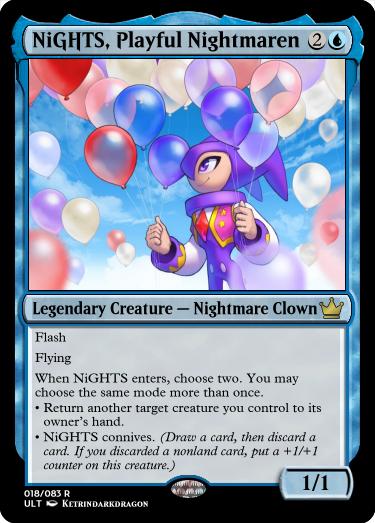 NiGHTS, Playful Nightmaren 2
Legendary Creature — Nightmare Clown
Flash
Flying
When NiGHTS enters, choose two. You may
choose the same mode more than once.
• Return another target creature you control to its
owner's hand.
• NiGHTS connives. (Draw a card, then discard a
card. If you discarded a nonland card, put a +1/+1
counter on this creature.)
1/1
018/083 R
ULT Ketrindarkdragon